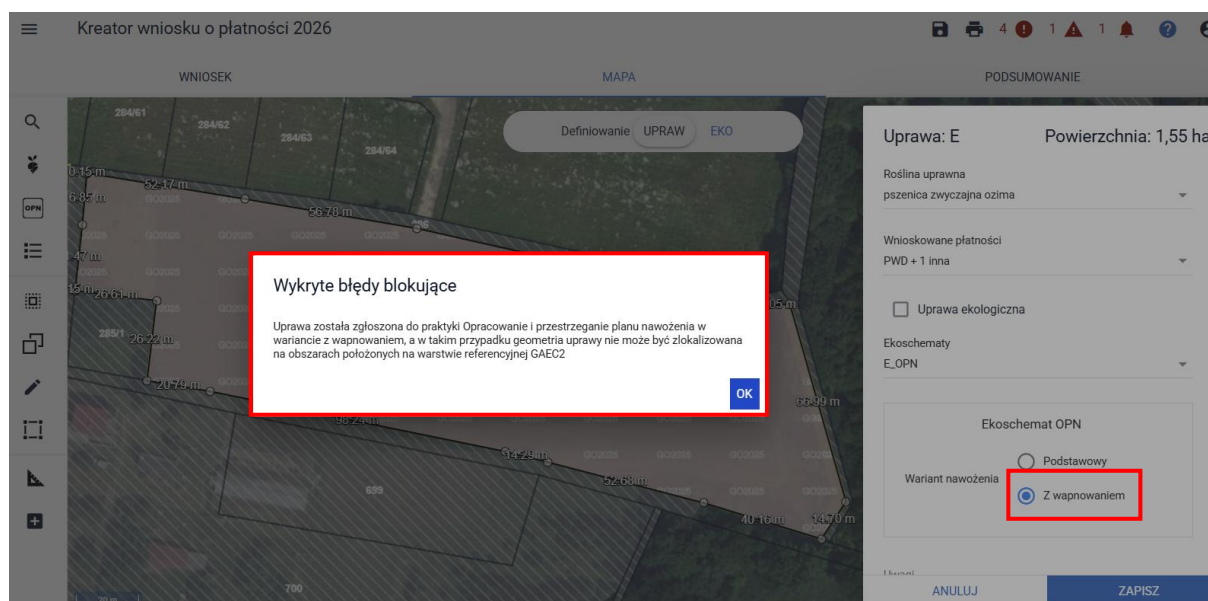 Kreator wniosku o płatności 2026
4
1
1
WNIOSEK
MAPA
PODSUMOWANIE
Definiowanie UPRAW EKO
OPN
284/61
284/62
284/63
284/64
52.17 m
56.78 m
26.61 m
285/1
26.22 m
20.79 m
98.24 m
14.29 m
52.68 m
66.99 m
40.16 m
14.70 m
699
700
Wykryte błędy blokujące
Uprawa została zgłoszona do praktyki Opracowanie i przestrzeganie planu nawożenia w
wariancie z wapnowaniem, a w takim przypadku geometria uprawy nie może być zlokalizowana
na obszarach położonych na warstwie referencyjnej GAEC2
OK
Uprawa: E Powierzchnia: 1,55 ha
Roślina uprawna
pszenica zwyczajna ozima
Wnioskowane płatności
PWD + 1 inna
Uprawa ekologiczna
Ekoschematy
E_OPN
Ekoschemat OPN
Wariant nawożenia
Podstawowy
Z wapnowaniem
Uwagi
ANULUJ
ZAPISZ